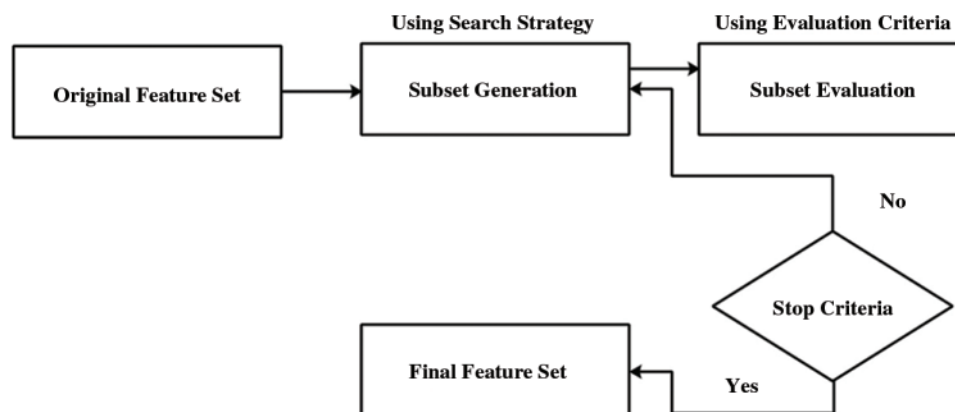 Using Search Strategy
Using Evaluation Criteria
Original Feature Set
Subset Generation
Subset Evaluation
No
Stop Criteria
Final Feature Set
Yes